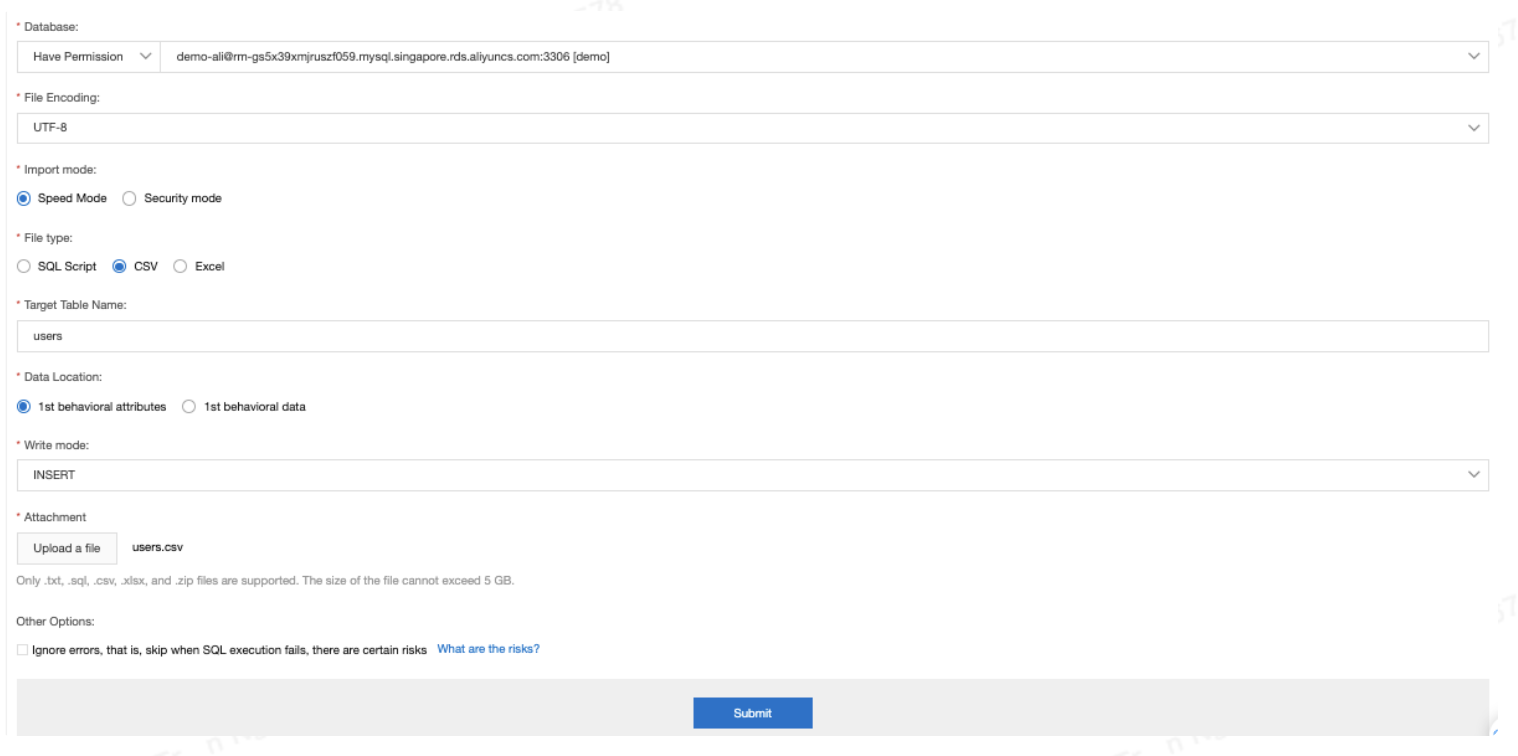 * Database:
Have Permission demo-ali@rm-gs5x39xmjruszf059.mysql.singapore.rds.aliyuncs.com:3306 [demo]
* File Encoding:
UTF-8
* Import mode:
Speed Mode Security mode
* File type:
SQL Script CSV Excel
* Target Table Name:
users
* Data Location:
1st behavioral attributes 1st behavioral data
* Write mode:
INSERT
* Attachment
Upload a file users.csv
Only .txt, .sql, .csv, .xlsx, and .zip files are supported. The size of the file cannot exceed 5 GB.
Other Options:
Ignore errors, that is, skip when SQL execution fails, there are certain risks What are the risks?
Submit